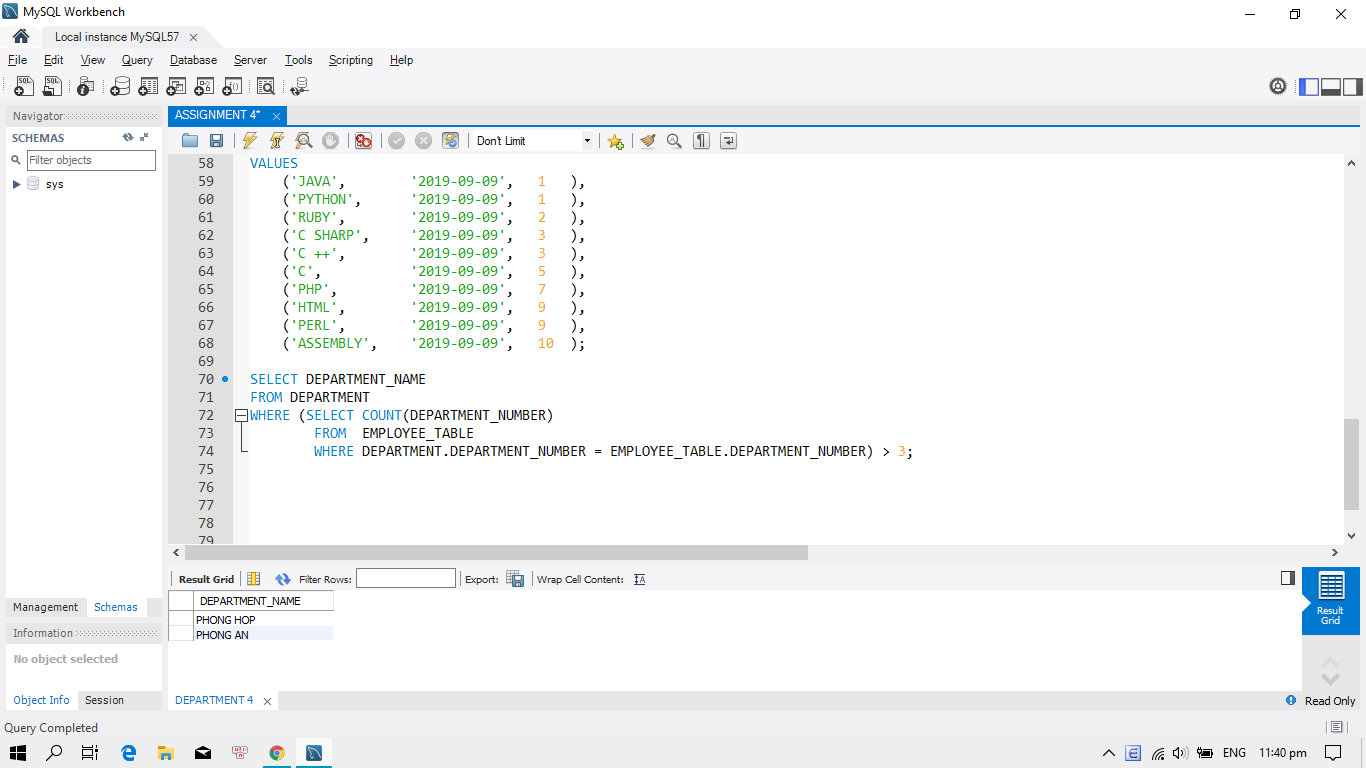 MySQL Workbench
Local instance MySQL57
File Edit View Query Database Server Tools Scripting Help
Navigator
SCHEMAS
Filter objects
sys
Management Schemas
Information
No object selected
Object Info Session
ASSIGNMENT 4*
Don't Limit
58 VALUES
59 ('JAVA', '2019-09-09', 1 ),
60 ('PYTHON', '2019-09-09', 1 ),
61 ('RUBY', '2019-09-09', 2 ),
62 ('C SHARP', '2019-09-09', 3 ),
63 ('C ++', '2019-09-09', 3 ),
64 ('C', '2019-09-09', 5 ),
65 ('PHP', '2019-09-09', 7 ),
66 ('HTML', '2019-09-09', 9 ),
67 ('PERL', '2019-09-09', 9 ),
68 ('ASSEMBLY', '2019-09-09', 10 );
69
70 SELECT DEPARTMENT_NAME
71 FROM DEPARTMENT
72 WHERE (SELECT COUNT(DEPARTMENT_NUMBER)
73 FROM EMPLOYEE_TABLE
74 WHERE DEPARTMENT.DEPARTMENT_NUMBER = EMPLOYEE_TABLE.DEPARTMENT_NUMBER) > 3;
75
76
77
78
79
Result Grid Filter Rows: Export: Wrap Cell Content:
DEPARTMENT_NAME
PHONG HOP
PHONG AN
Result
Grid
DEPARTMENT 4
Read Only
Query Completed
ENG 11:40 pm